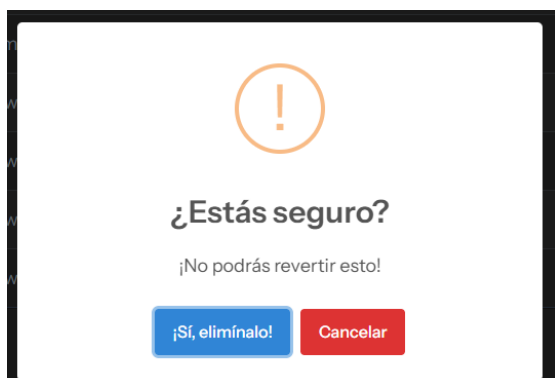 ¿Estás seguro?
¡No podrás revertir esto!
¡Sí, elimínalo!
Cancelar